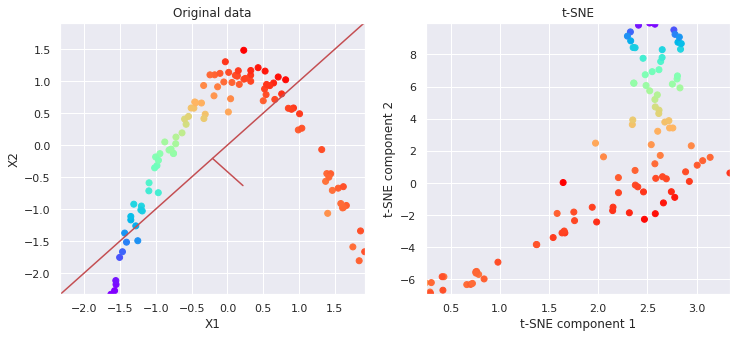 Original data
t-SNE
1.5
1.0
0.5
0.0
−0.5
−1.0
−1.5
−2.0
X2
−2.0 −1.5 −1.0 −0.5 0.0 0.5 1.0 1.5
X1
8
6
4
2
0
−2
−4
−6
t-SNE component 2
0.5 1.0 1.5 2.0 2.5 3.0
t-SNE component 1